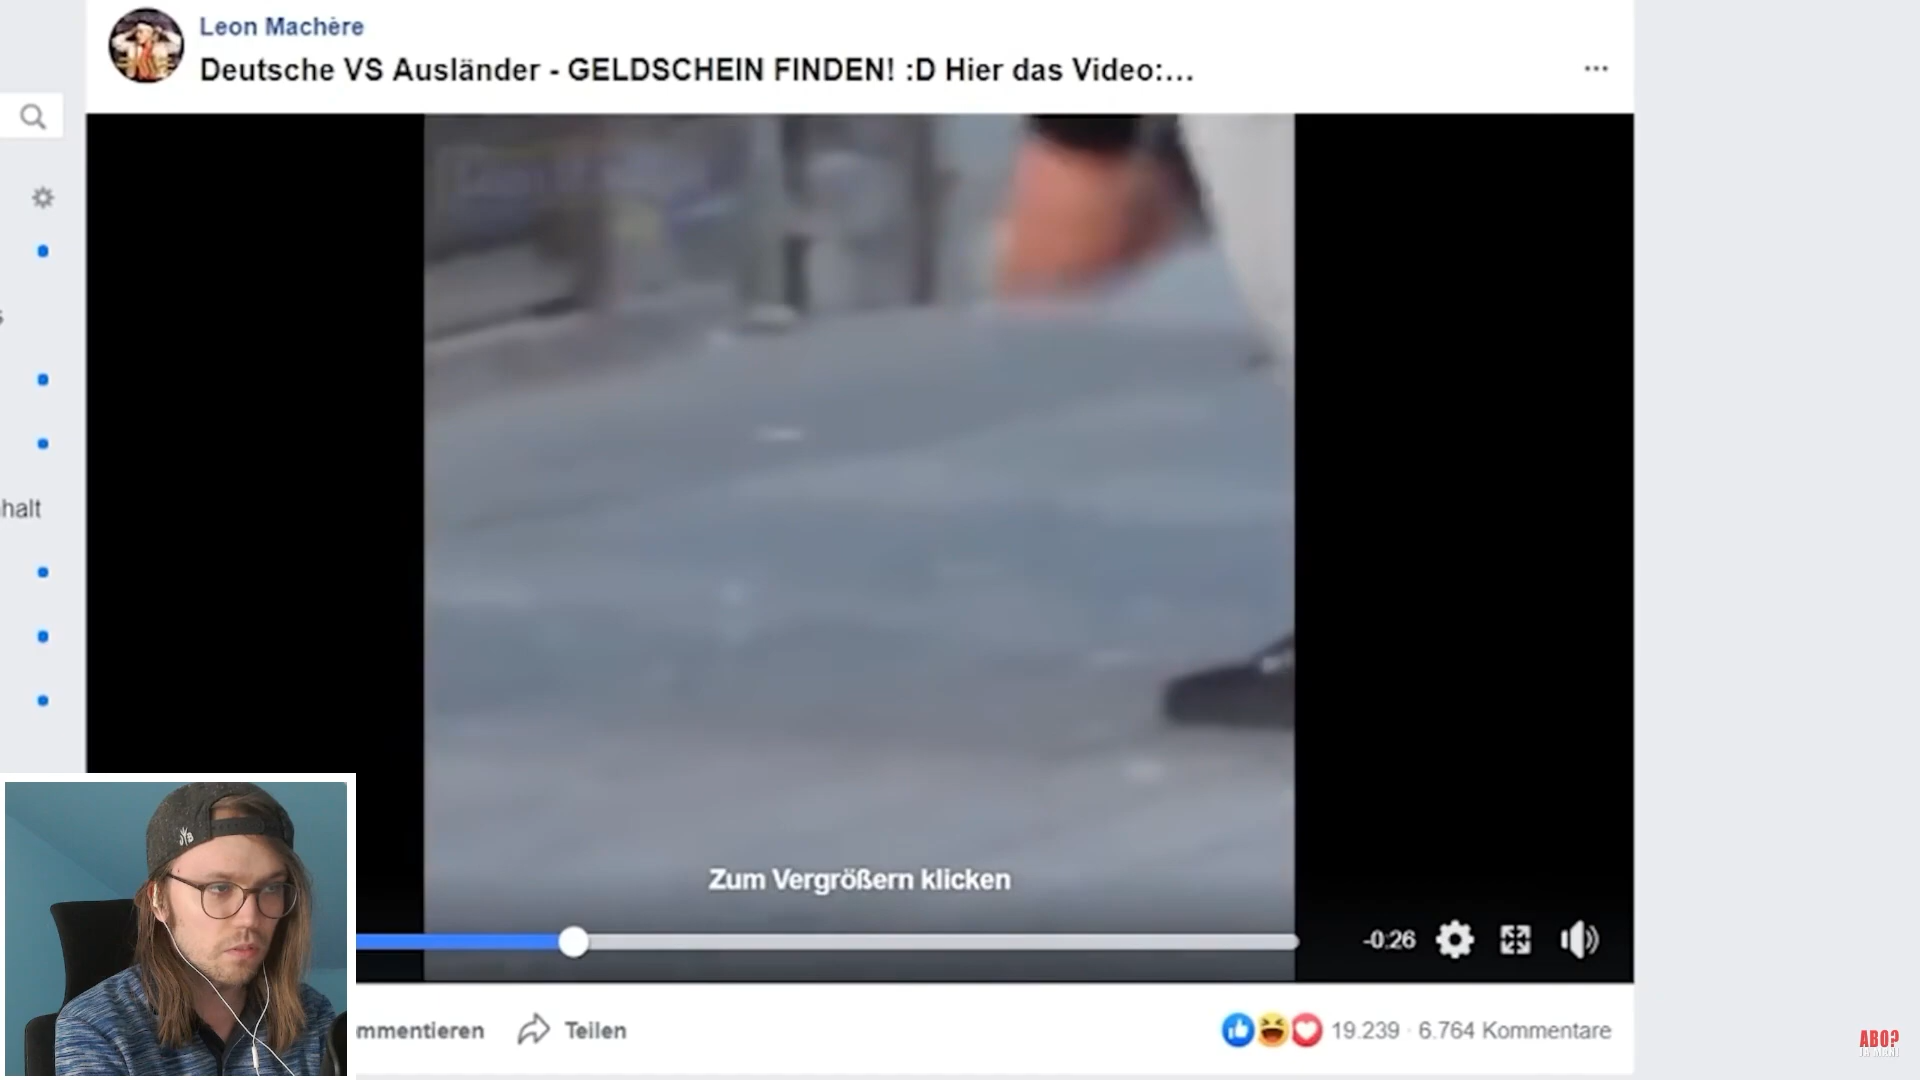 Leon Machère
Deutsche VS Ausländer - GELDSCHEIN FINDEN! :D Hier das Video:...
halt
Zum Vergrößern klicken
-0:26
mmentieren
Teilen
19.239 · 6.764 Kommentare
ABO?